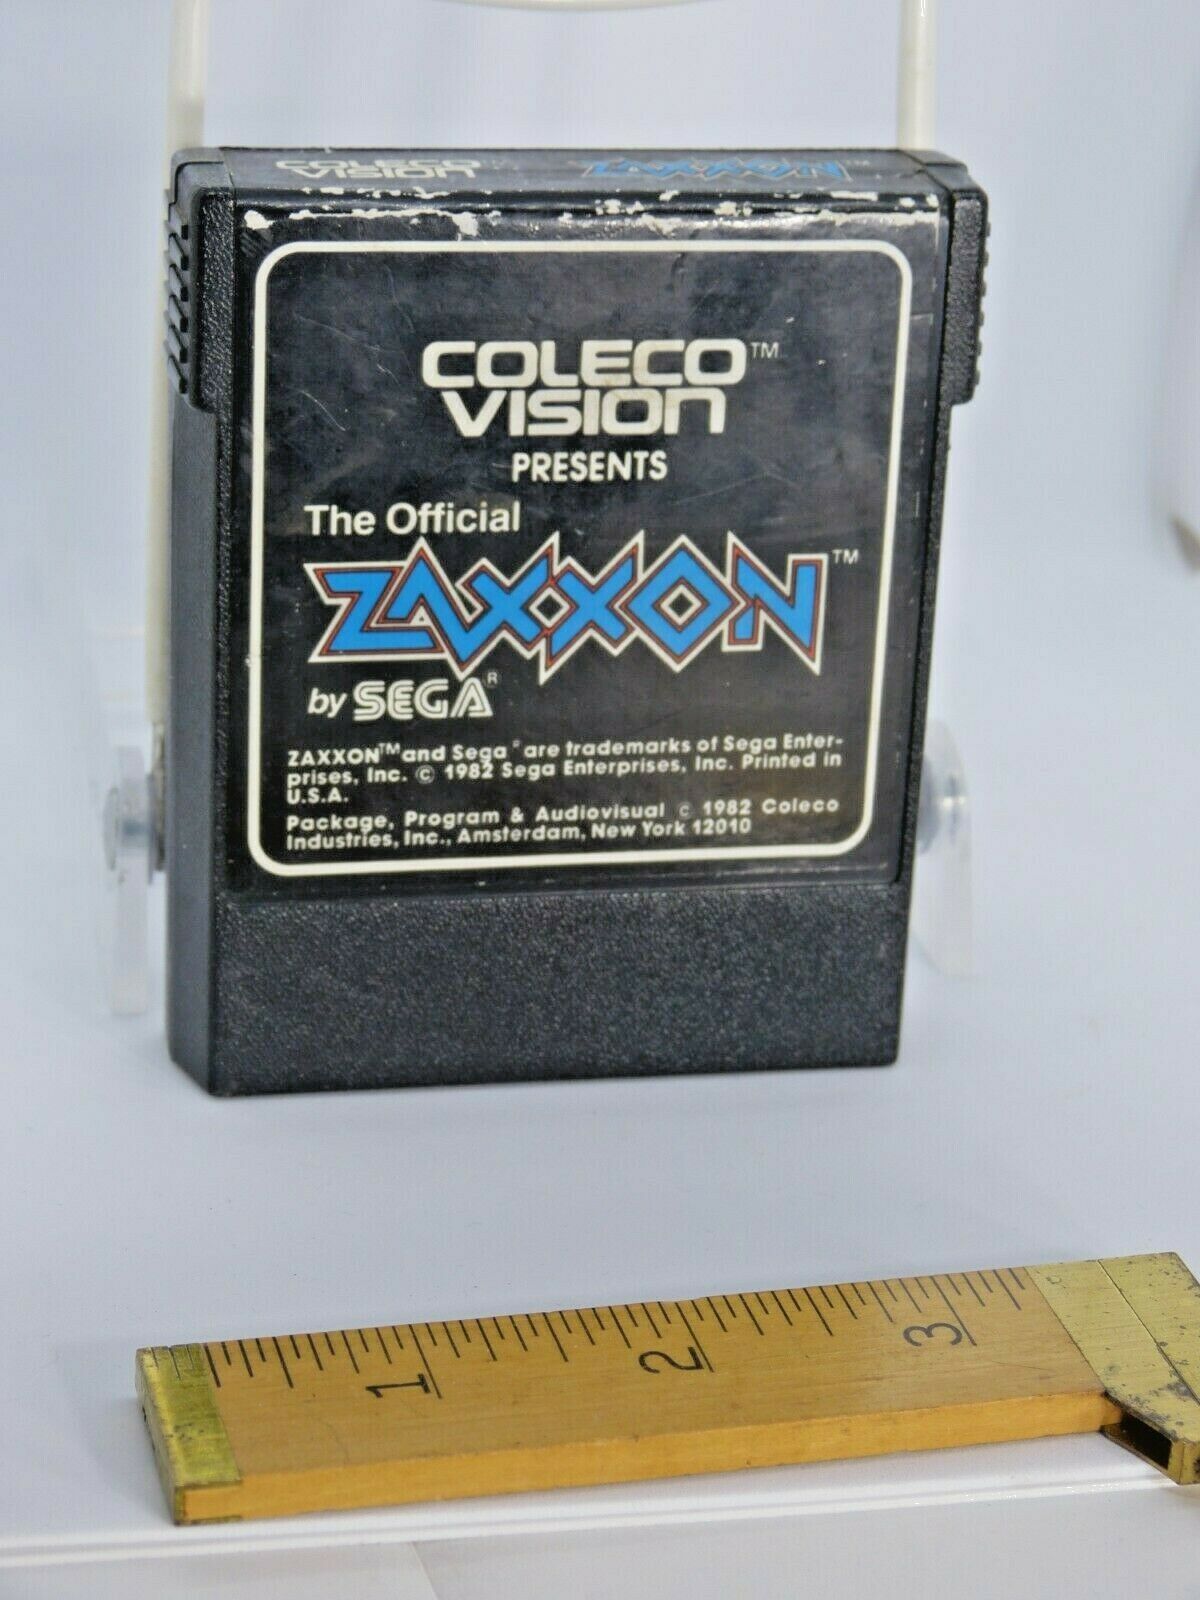 COLECO VISION ZAXXON™
COLECO™
VISION
PRESENTS
The Official
ZAXXON™
by SEGA®
ZAXXON™ and Sega® are trademarks of Sega Enter-
prises, Inc. © 1982 Sega Enterprises, Inc. Printed in
U.S.A.
Package, Program & Audiovisual © 1982 Coleco
Industries, Inc., Amsterdam, New York 12010
1 2 3